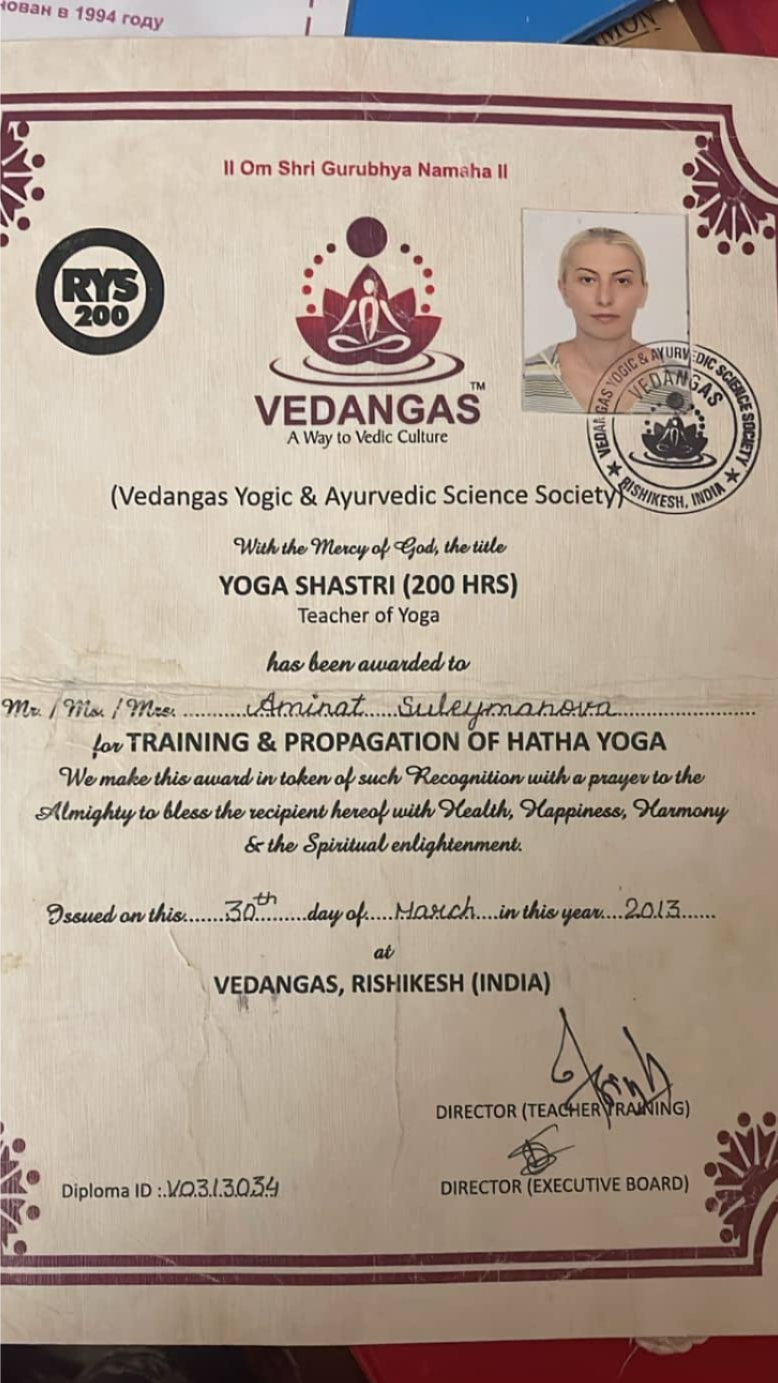 нован в 1994 году
MON
II Om Shri Gurubhya Namaha II
RYS
200
VEDANGAS™
A Way to Vedic Culture
VEDANGAS YOGIC & AYURVEDIC SCIENCE SOCIETY
VEDANGAS
★ RISHIKESH, INDIA ★
(Vedangas Yogic & Ayurvedic Science Society)
With the Mercy of God, the title
YOGA SHASTRI (200 HRS)
Teacher of Yoga
has been awarded to
Mr. / Ms. / Mrs. ........Aminat.....Suleymanova....................
for TRAINING & PROPAGATION OF HATHA YOGA
We make this award in token of such Recognition with a prayer to the
Almighty to bless the recipient hereof with Health, Happiness, Harmony
& the Spiritual enlightenment.
Issued on this.......30th........day of.....March....in this year....2013......
at
VEDANGAS, RISHIKESH (INDIA)
DIRECTOR (TEACHER TRAINING)
Diploma ID :.V0313034
DIRECTOR (EXECUTIVE BOARD)